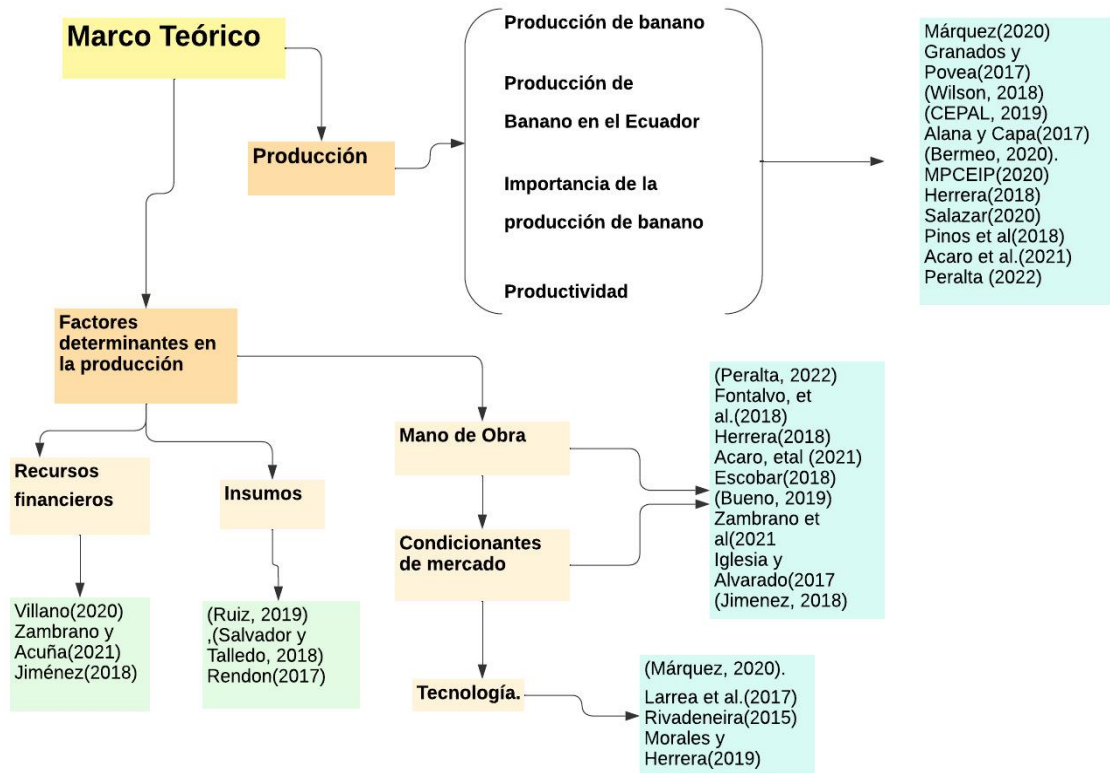 Marco Teórico
Producción
Producción de banano
Producción de
Banano en el Ecuador
Importancia de la
producción de banano
Productividad
Márquez(2020)
Granados y
Povea(2017)
(Wilson, 2018)
(CEPAL, 2019)
Alana y Capa(2017)
(Bermeo, 2020).
MPCEIP(2020)
Herrera(2018)
Salazar(2020)
Pinos et al(2018)
Acaro et al.(2021)
Peralta (2022)
Factores
determinantes en
la producción
Recursos
financieros
Insumos
Villano(2020)
Zambrano y
Acuña(2021)
Jiménez(2018)
(Ruiz, 2019)
,(Salvador y
Talledo, 2018)
Rendon(2017)
Mano de Obra
Condicionantes
de mercado
Tecnología.
(Peralta, 2022)
Fontalvo, et
al.(2018)
Herrera(2018)
Acaro, etal (2021)
Escobar(2018)
(Bueno, 2019)
Zambrano et
al(2021
Iglesia y
Alvarado(2017
(Jimenez, 2018)
(Márquez, 2020).
Larrea et al.(2017)
Rivadeneira(2015)
Morales y
Herrera(2019)